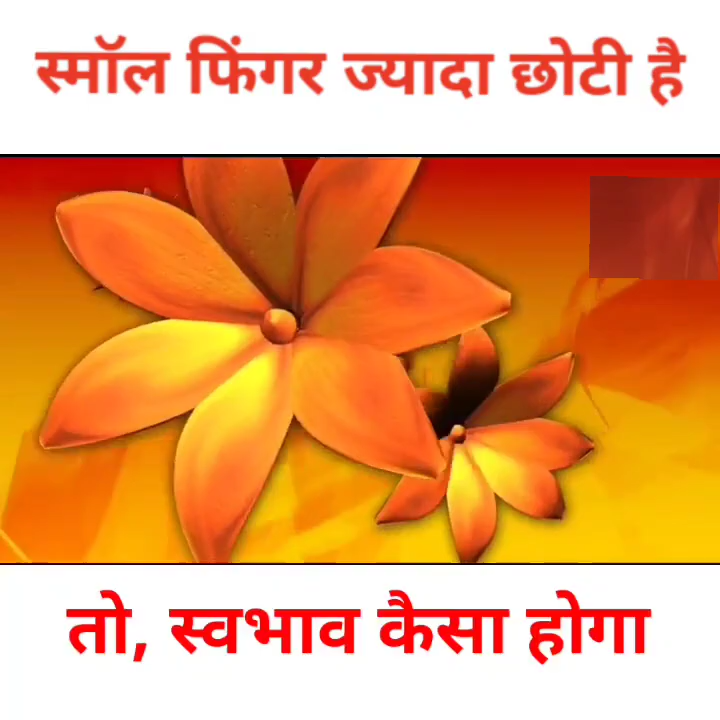 स्मॉल फिंगर ज्यादा छोटी है
तो, स्वभाव कैसा होगा